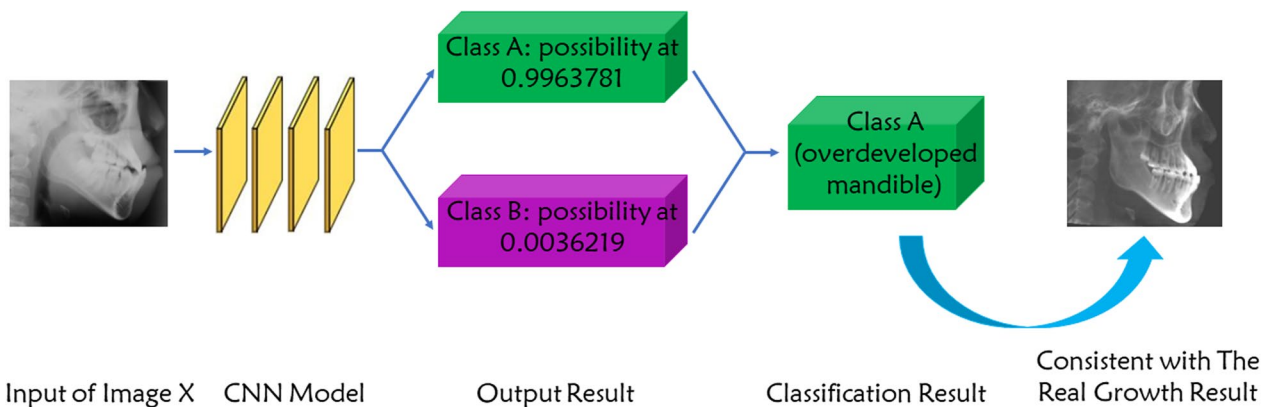 Class A: possibility at
0.9963781
Class B: possibility at
0.0036219
Class A
(overdeveloped
mandible)
Input of Image X
CNN Model
Output Result
Classification Result
Consistent with The
Real Growth Result